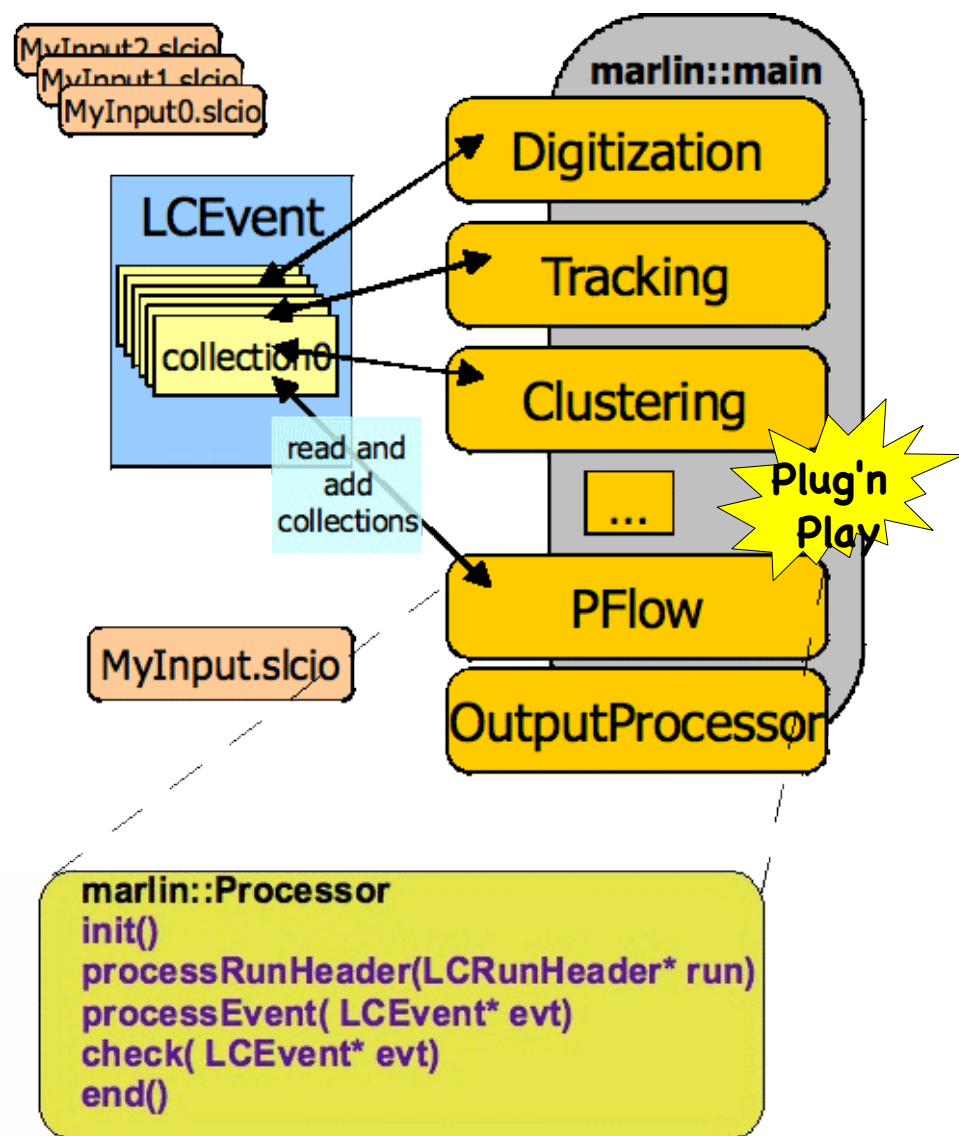 MyInput2.slcio
MyInput1.slcio
MyInput0.slcio
marlin::main
Digitization
LCEvent
Tracking
collection0
Clustering
read and
add
collections
...
Plug'n
Play
PFlow
MyInput.slcio
OutputProcessor
marlin::Processor
init()
processRunHeader(LCRunHeader* run)
processEvent( LCEvent* evt)
check( LCEvent* evt)
end()